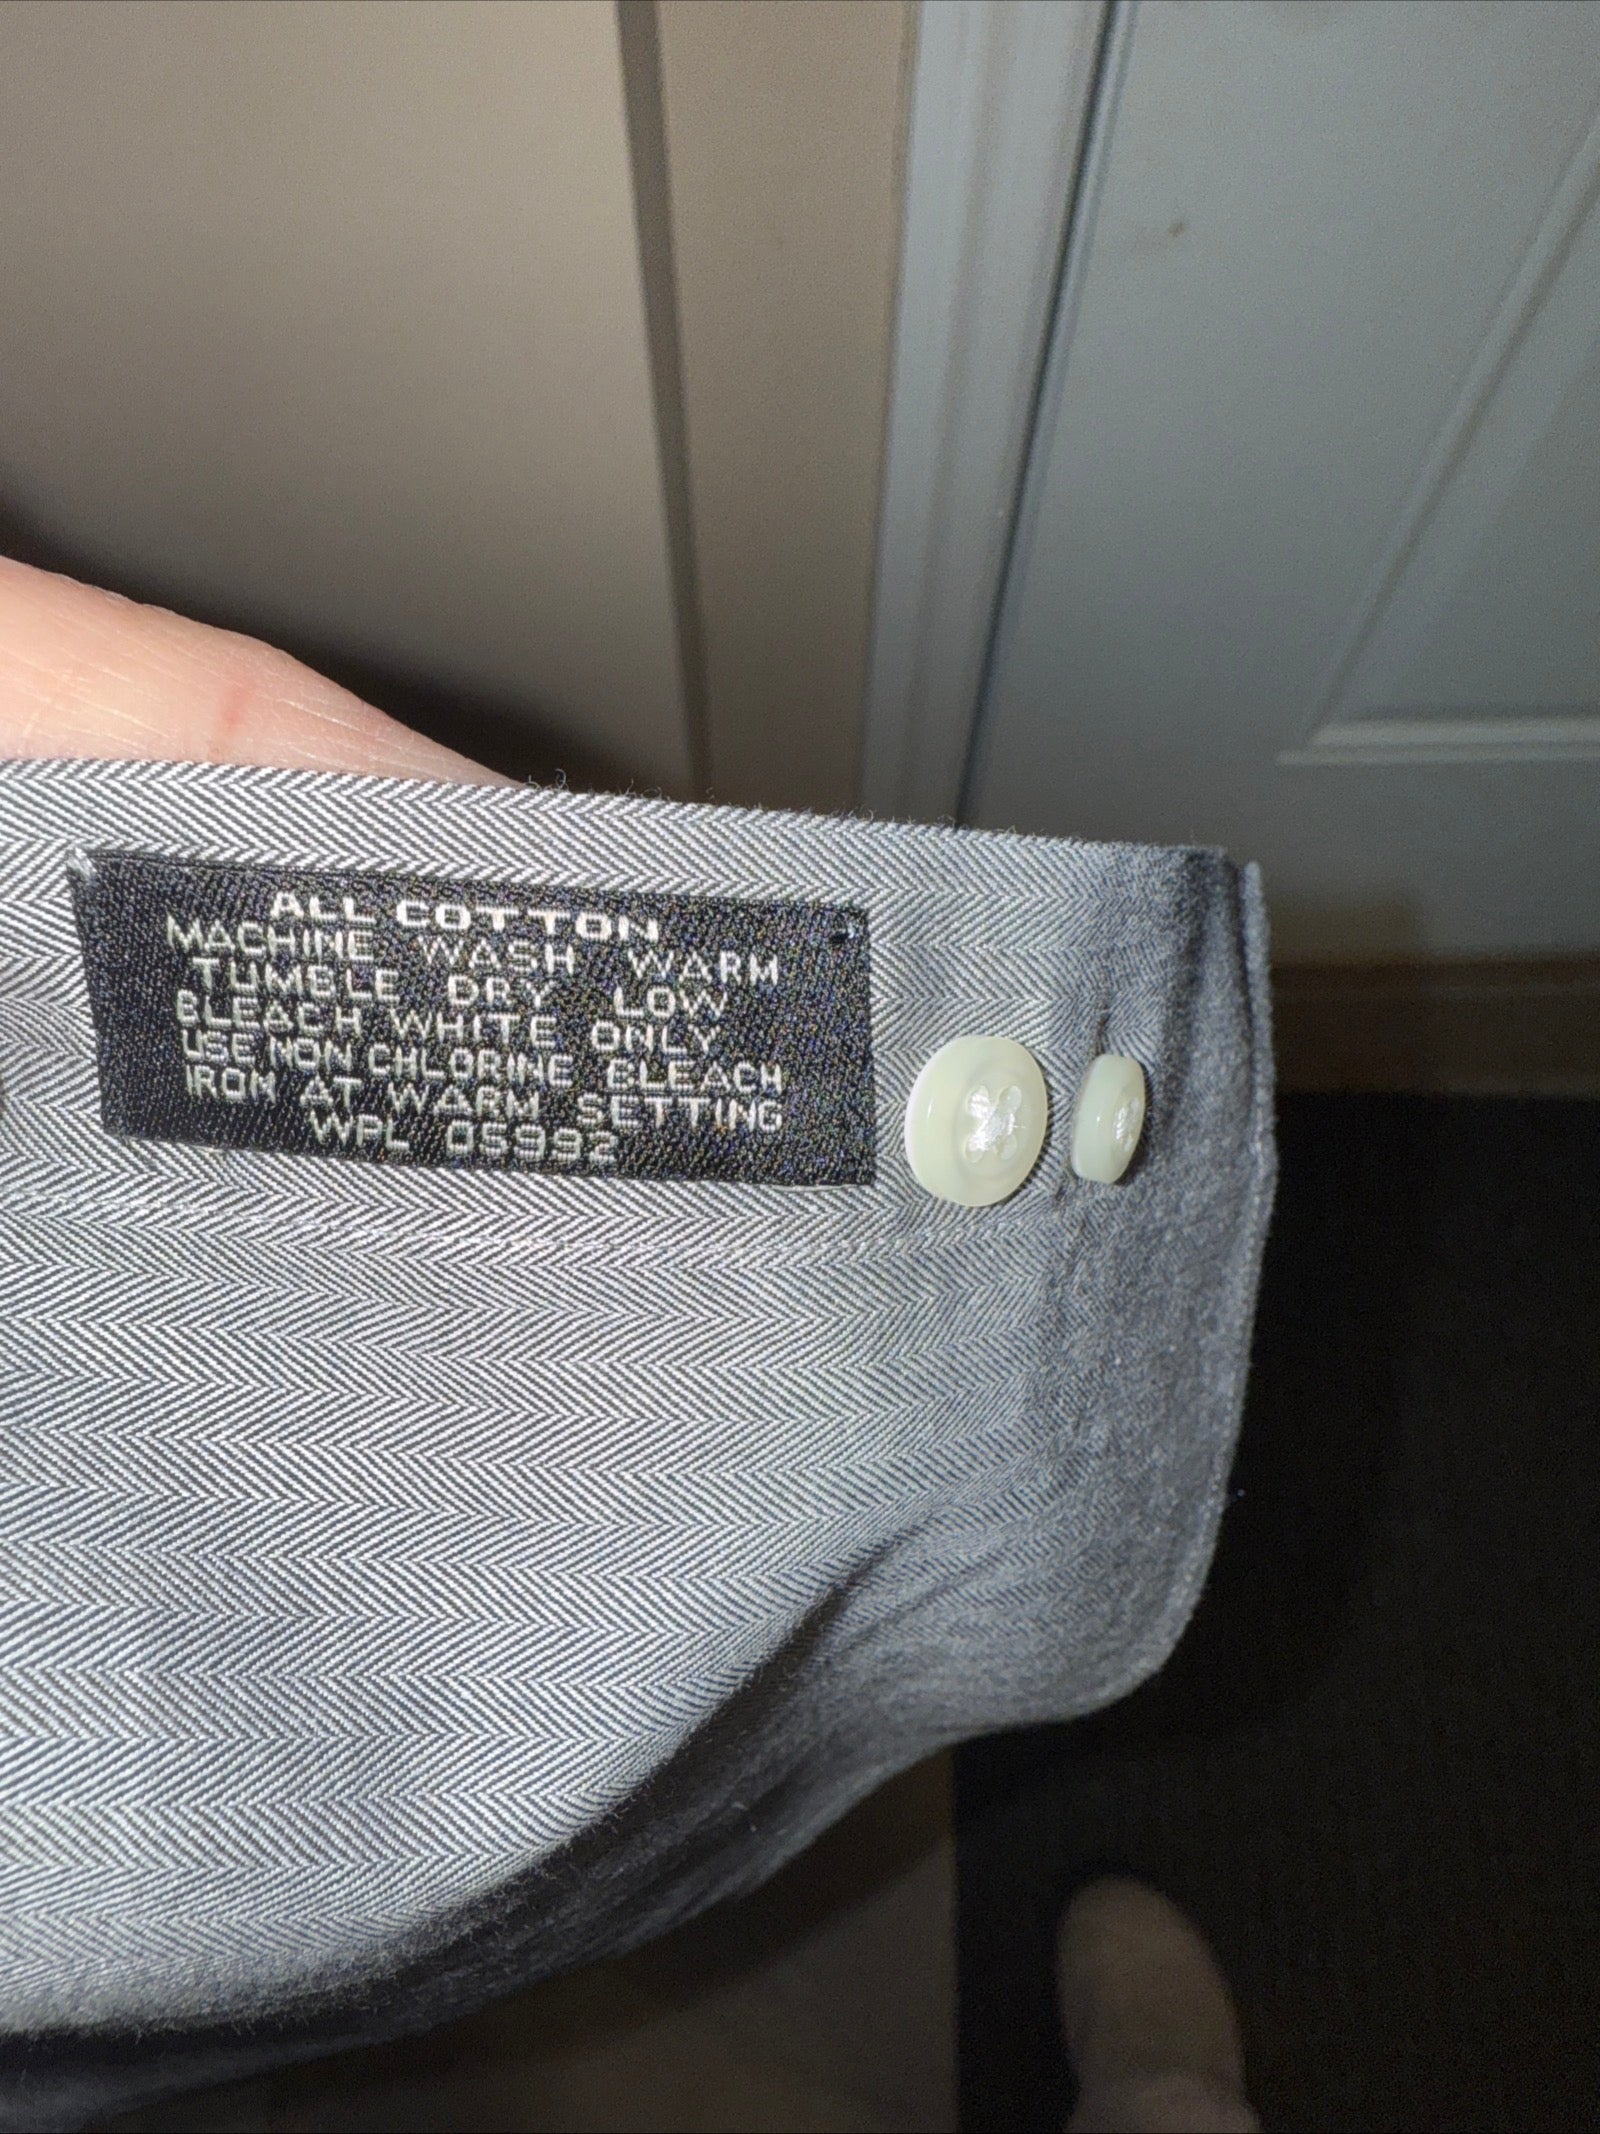 ALL COTTON
MACHINE WASH WARM
TUMBLE DRY LOW
BLEACH WHITE ONLY
USE NON CHLORINE BLEACH
IRON AT WARM SETTING
WPL 05992